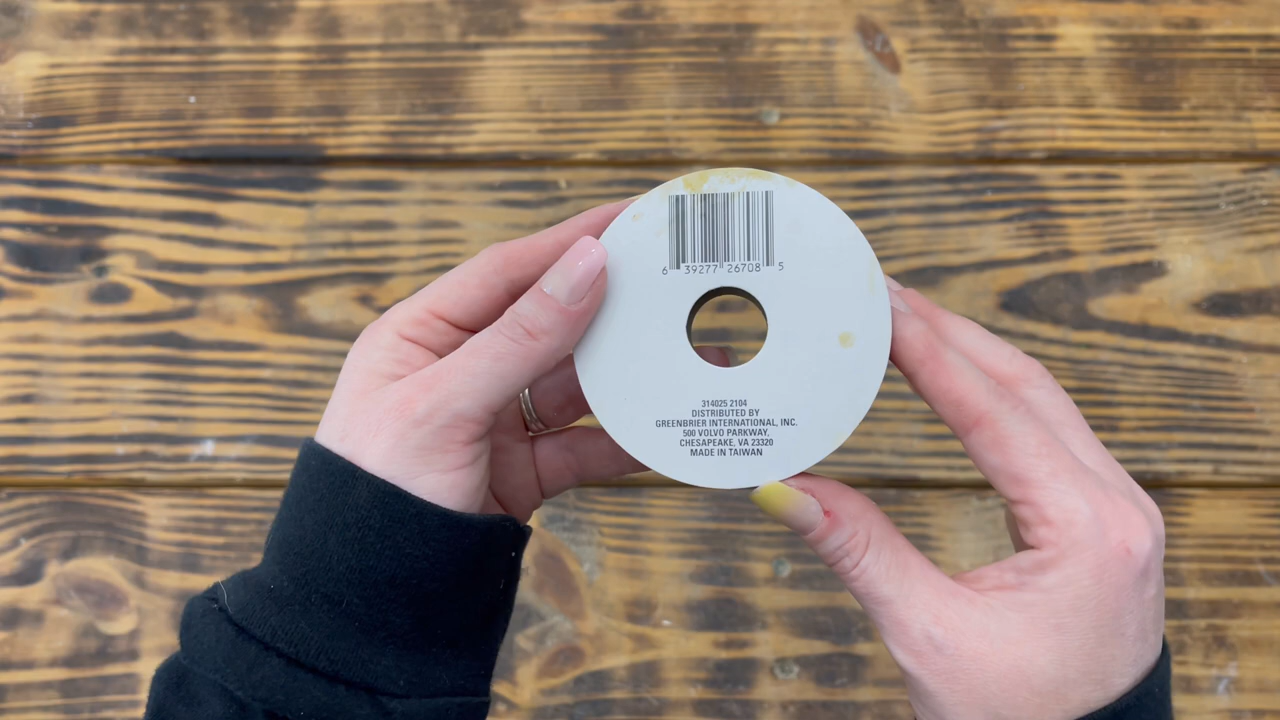 6 39277 26708 5
314025 2104
DISTRIBUTED BY
GREENBRIER INTERNATIONAL, INC.
500 VOLVO PARKWAY,
CHESAPEAKE, VA 23320
MADE IN TAIWAN